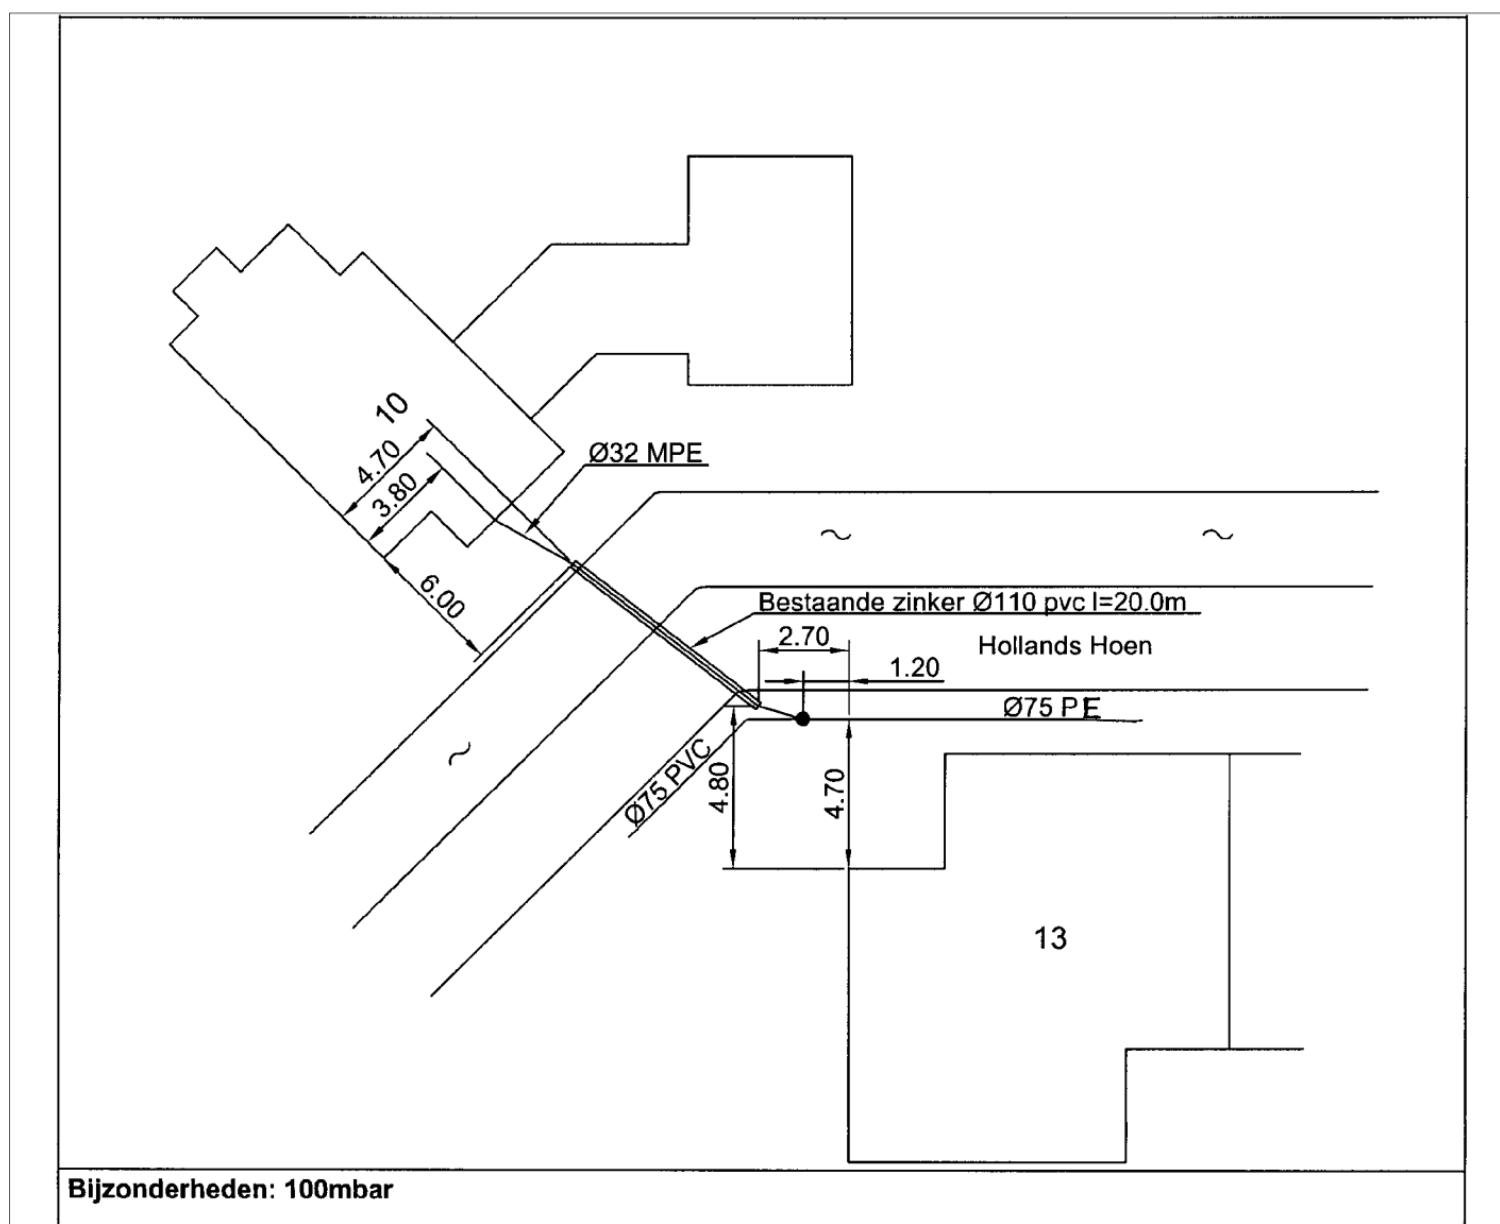 10
4.70
3.80
6.00
Ø32 MPE
Bestaande zinker Ø110 pvc l=20.0m
2.70
Hollands Hoen
1.20
Ø75 PE
Ø75 PVC
4.80
4.70
13
Bijzonderheden: 100mbar